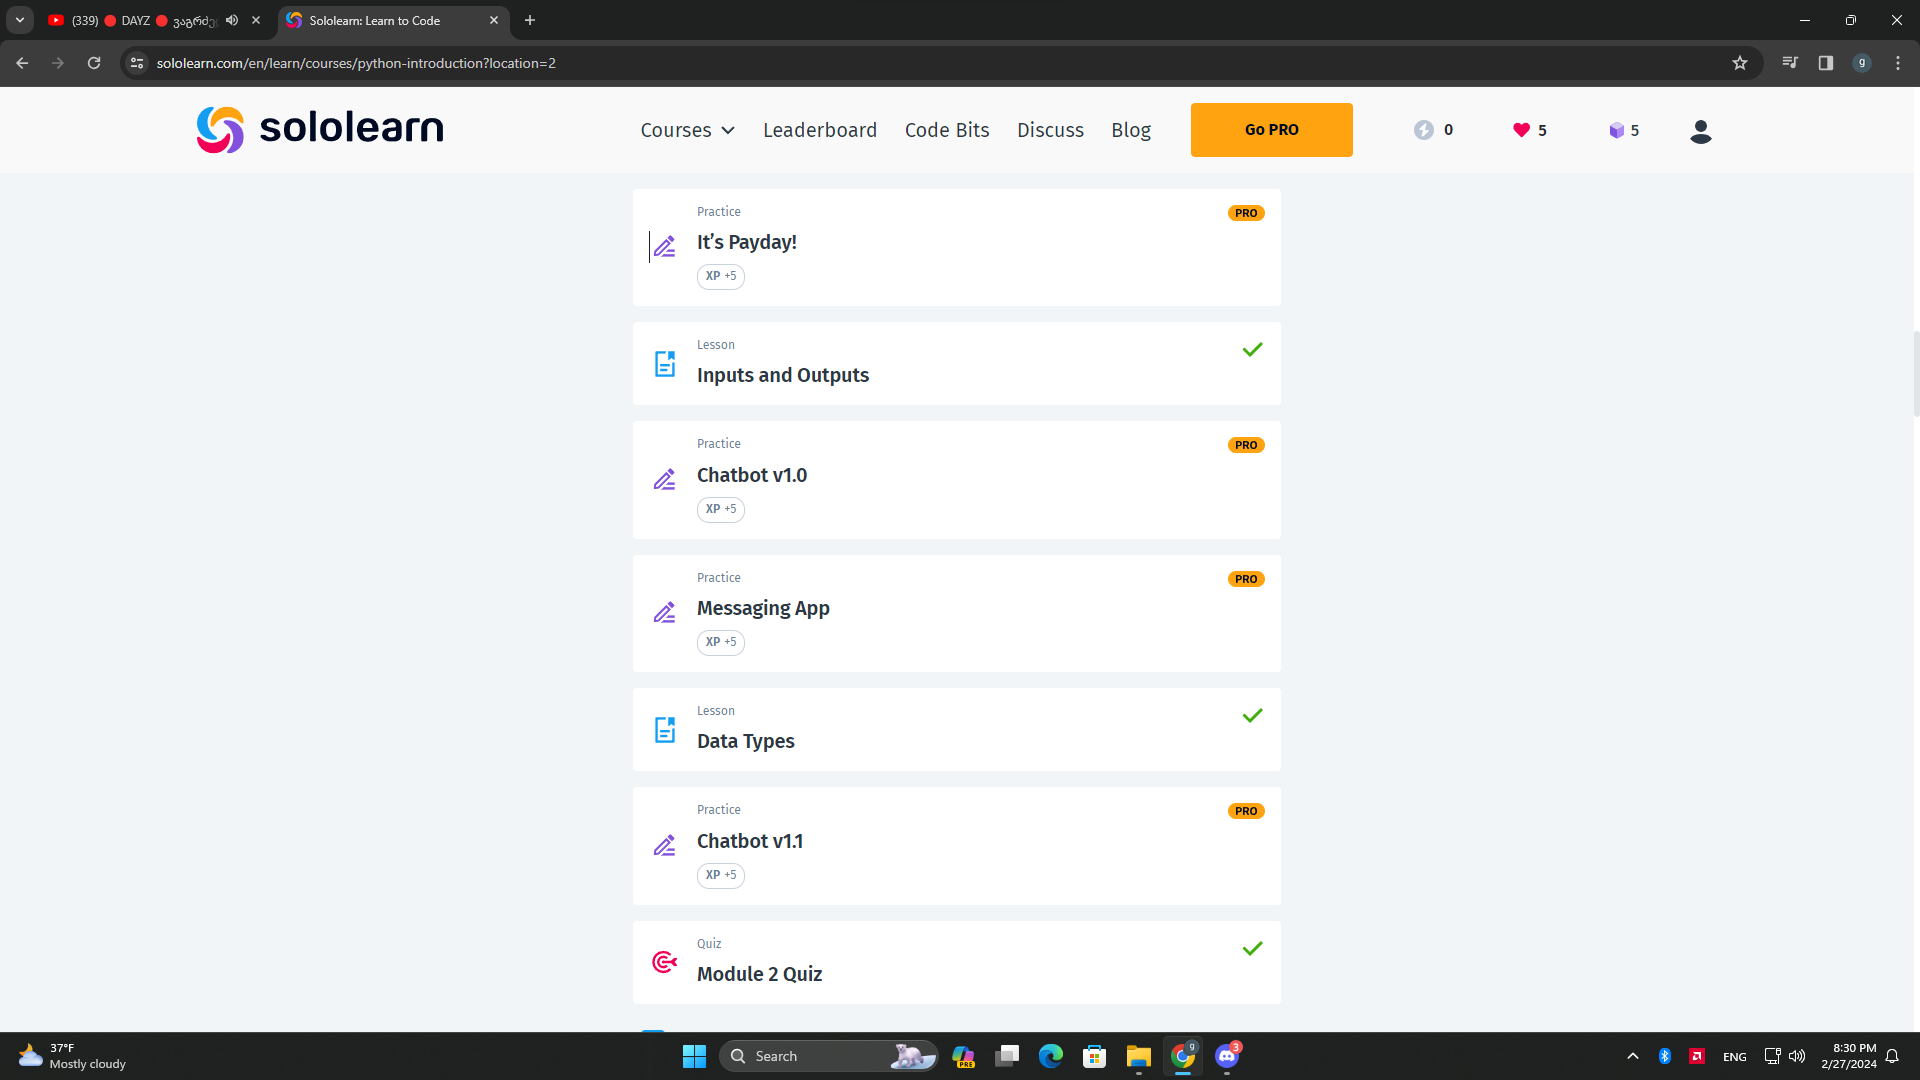 (339) 🔴 DAYZ 🔴
Sololearn: Learn to Code
sololearn.com/en/learn/courses/python-introduction?location=2
g
sololearn
Courses
Leaderboard
Code Bits
Discuss
Blog
Go PRO
0
5
5
Practice
PRO
It’s Payday!
XP +5
Lesson
Inputs and Outputs
Practice
PRO
Chatbot v1.0
XP +5
Practice
PRO
Messaging App
XP +5
Lesson
Data Types
Practice
PRO
Chatbot v1.1
XP +5
Quiz
Module 2 Quiz
37°F
Mostly cloudy
Search
PRE
g
3
ENG
8:30 PM
2/27/2024